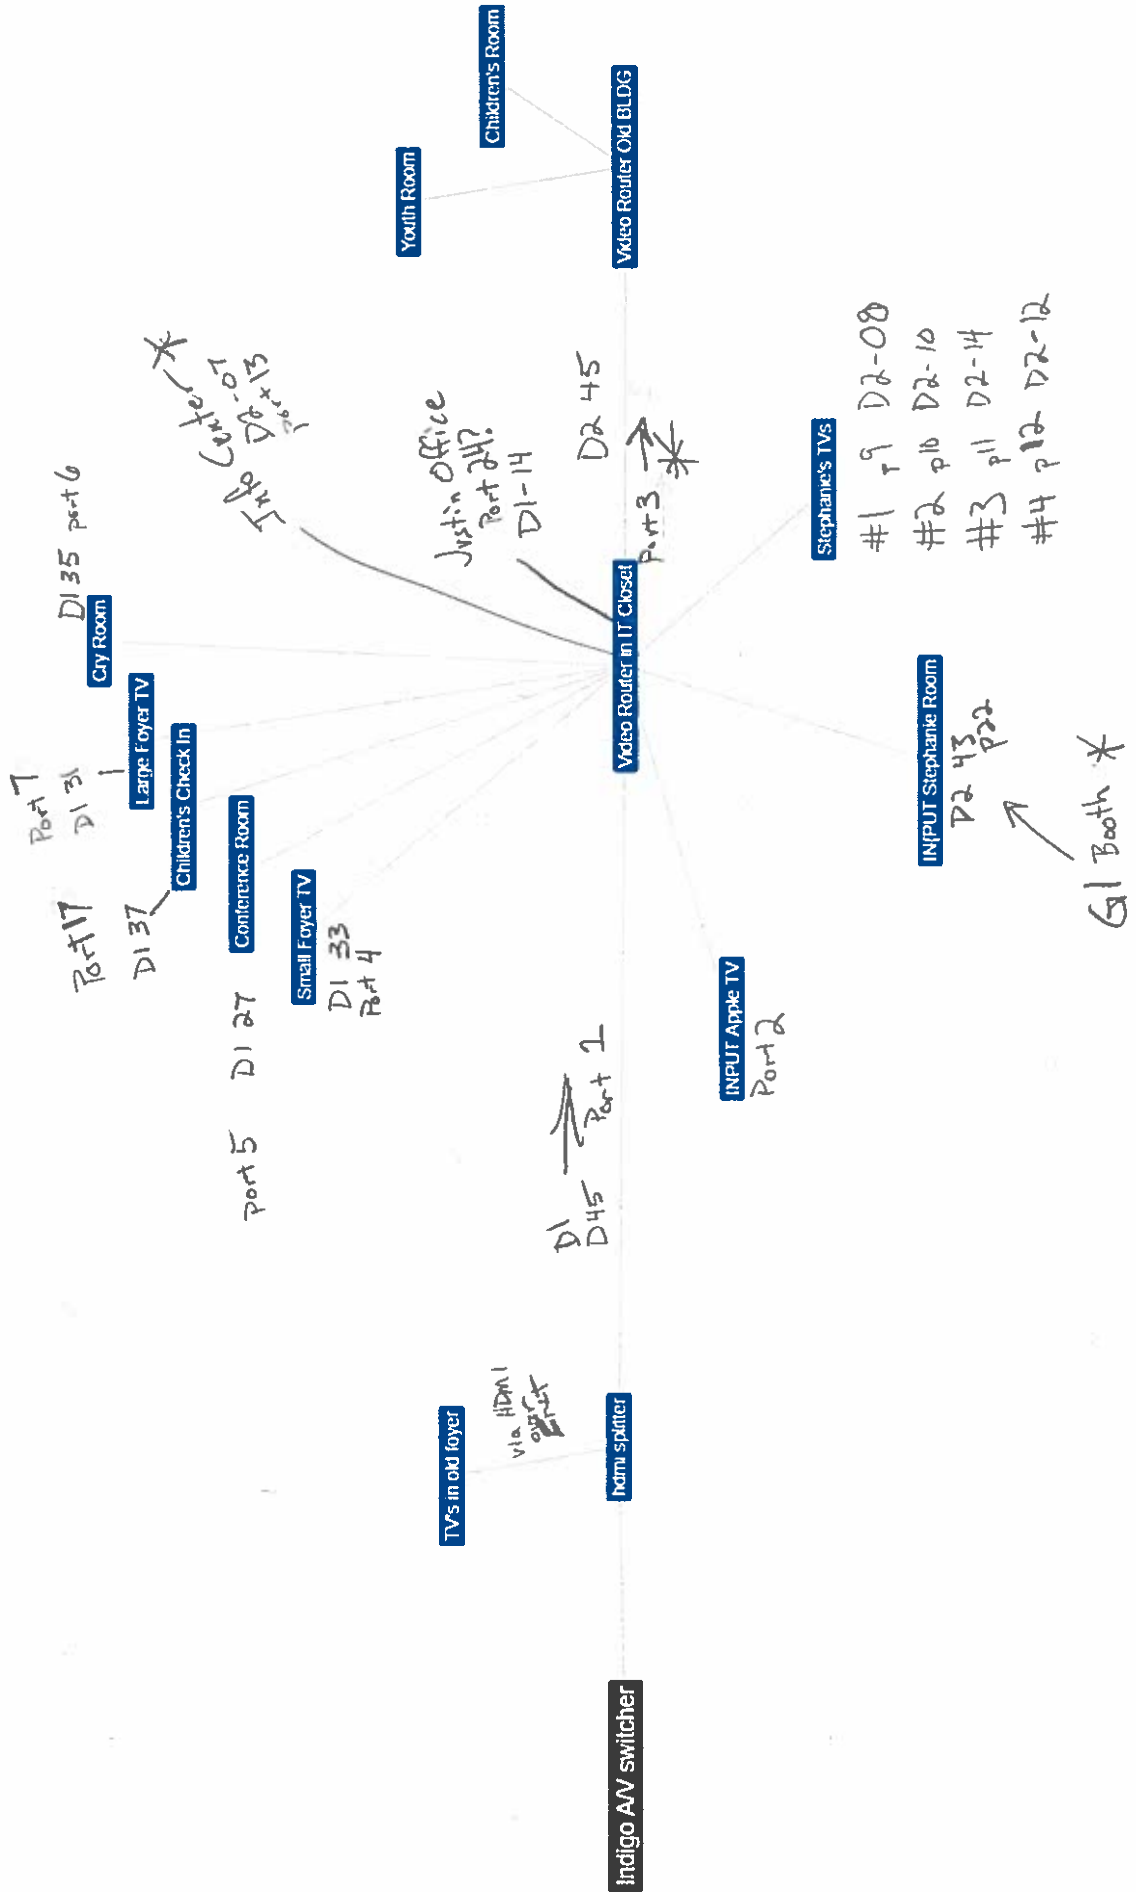 Port 7
D1 31
D1 35 port 6
Cry Room
Large Foyer TV
Port 17
D1 37
Children's Check In
port 5 D1 27
Conference Room
Small Foyer TV
D1 33
Port 4
Info Center *
D2-07
port 13
Justin Office
Port 24?
D1-14
Youth Room
Children's Room
TV's in old foyer
via HDMI
over
D1
D45
Port 1
D2 45
Indigo A/V switcher
hdmi splitter
Video Router in IT Closet
Port 3
*
Video Router Old BLDG
INPUT Apple TV
Port 2
Stephanie's TVs
#1 p9 D2-08
#2 p10 D2-10
#3 p11 D2-14
#4 p12 D2-12
IN{PUT Stephanie Room
D2 43
p22
G1 Booth *